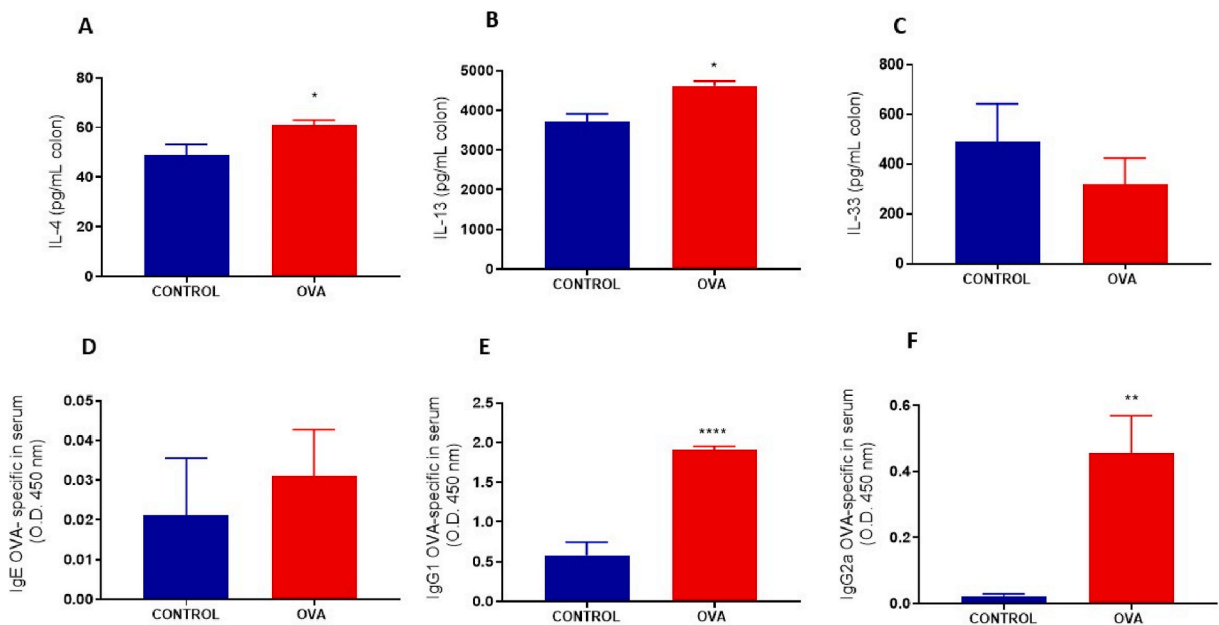 A
IL-4 (pg/mL colon)
80
60
40
20
0
*
CONTROL OVA
B
IL-13 (pg/mL colon)
5000
4000
3000
2000
1000
0
*
CONTROL OVA
C
IL-33 (pg/mL colon)
800
600
400
200
0
CONTROL OVA
D
IgE OVA- specific in serum
(O.D. 450 nm)
0.05
0.04
0.03
0.02
0.01
0.00
CONTROL OVA
E
IgG1 OVA-specific in serum
(O.D. 450 nm)
2.5
2.0
1.5
1.0
0.5
0.0
****
CONTROL OVA
F
IgG2a OVA-specific in serum
(O.D. 450 nm)
0.6
0.4
0.2
0.0
**
CONTROL OVA